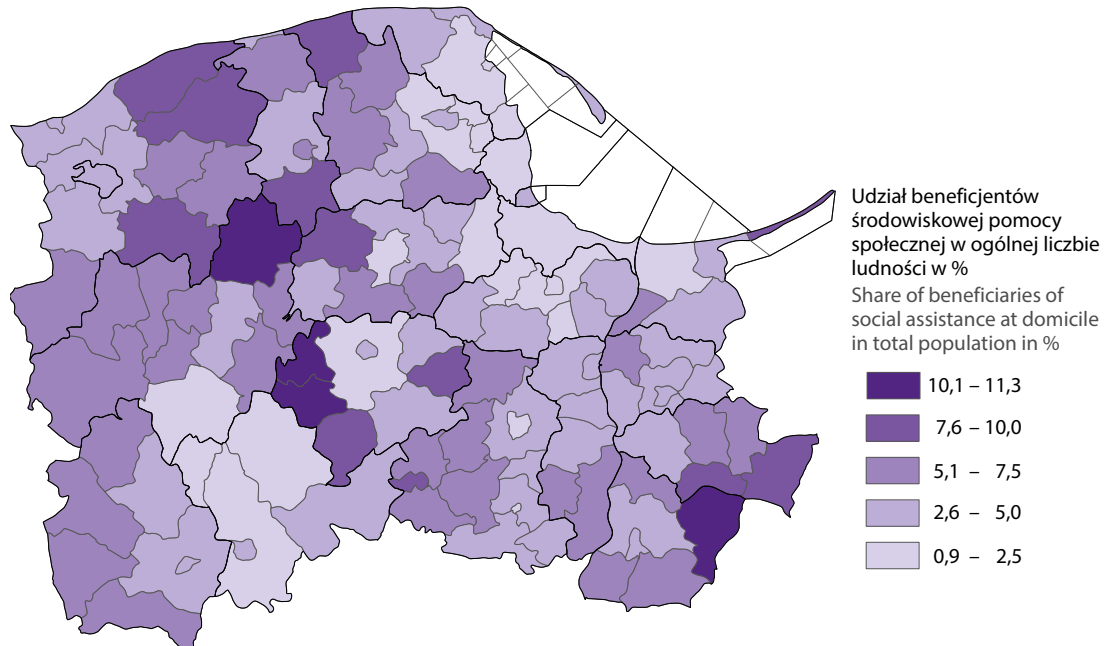 Udział beneficjentów
środowiskowej pomocy
społecznej w ogólnej liczbie
ludności w %
Share of beneficiaries of
social assistance at domicile
in total population in %
10,1 – 11,3
7,6 – 10,0
5,1 – 7,5
2,6 – 5,0
0,9 – 2,5